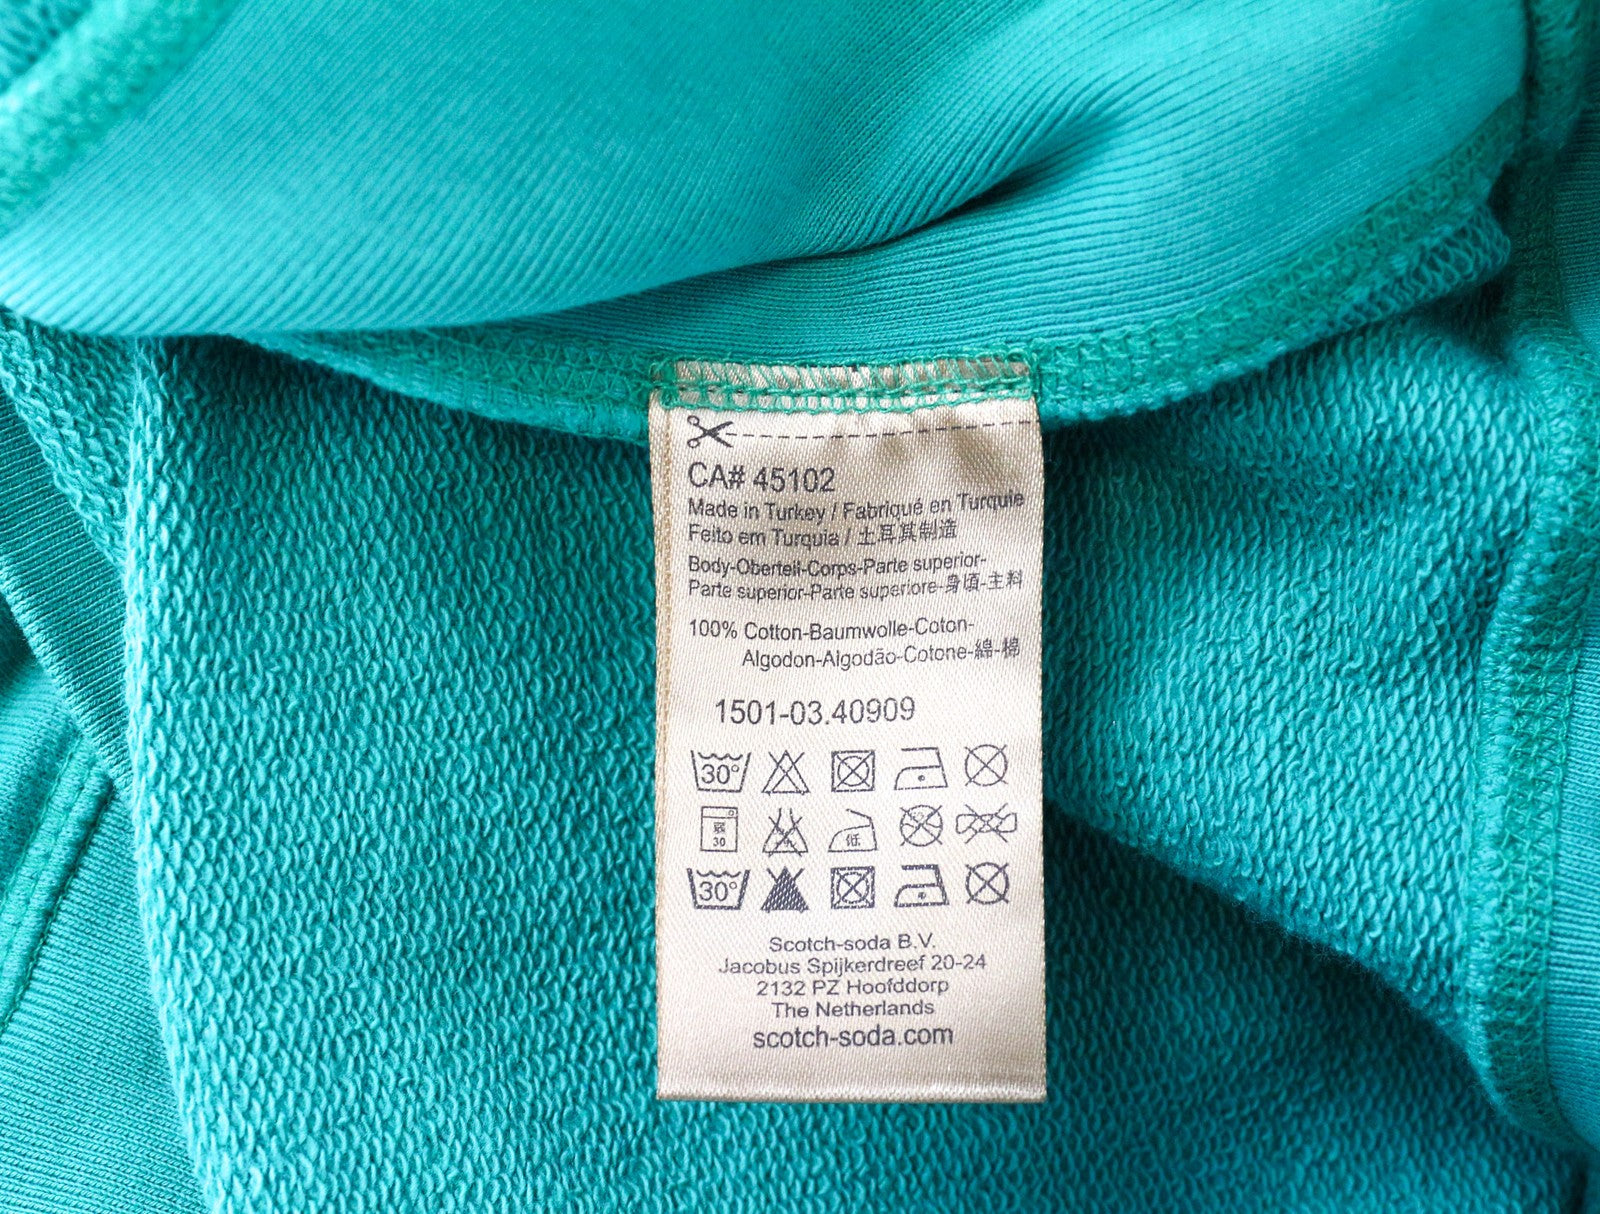 CA# 45102
Made in Turkey / Fabriqué en Turquie
Feito em Turquia / 土耳其制造
Body-Oberteil-Corps-Parte superior-
Parte superior-Parte superiore-身頃-主料
100% Cotton-Baumwolle-Coton-
Algodon-Algodão-Cotone-綿-棉
1501-03.40909
30°
30 低
30°
Scotch-soda B.V.
Jacobus Spijkerdreef 20-24
2132 PZ Hoofddorp
The Netherlands
scotch-soda.com